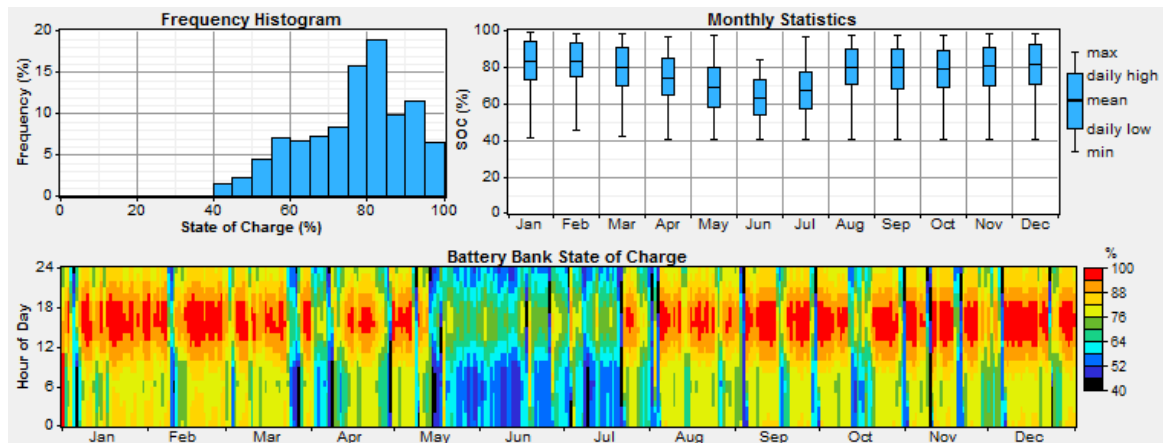 Frequency Histogram
20
15
10
5
0
Frequency (%)
0 20 40 60 80 100
State of Charge (%)
Monthly Statistics
100
80
60
40
20
0
SOC (%)
Jan Feb Mar Apr May Jun Jul Aug Sep Oct Nov Dec
max
daily high
mean
daily low
min
Battery Bank State of Charge
24
18
12
6
0
Hour of Day
Jan Feb Mar Apr May Jun Jul Aug Sep Oct Nov Dec
%
100
88
76
64
52
40